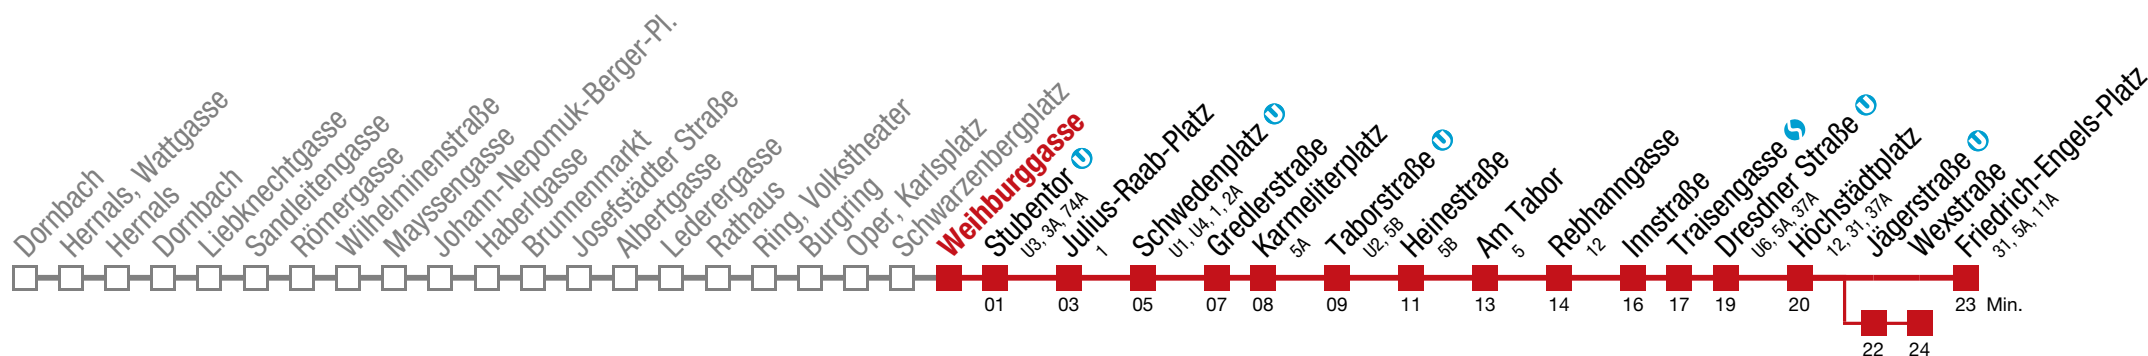 Dornbach
Hernals, Wattgasse
Hernals
Dornbach
Liebknechtgasse
Sandleitengasse
Römergasse
Wilhelminenstraße
Mayssengasse
Johann-Nepomuk-Berger-Pl.
Haberlgasse
Brunnenmarkt
Josefstädter Straße
Albertgasse
Lederergasse
Rathaus
Ring, Volkstheater
Burgring
Oper, Karlsplatz
Schwarzenbergplatz
Weihburggasse
Stubentor U
U3, 3A, 74A
Julius-Raab-Platz
1
Schwedenplatz U
U1, U4, 1, 2A
Gredlerstraße
Karmeliterplatz
5A
Taborstraße U
U2, 5B
Heinestraße
5B
Am Tabor
5
Rebhanngasse
12
Innstraße
Traisengasse S
Dresdner Straße U
U6, 5A, 37A
Höchstädtplatz
12, 31, 37A
Jägerstraße U
Wexstraße
Friedrich-Engels-Platz
31, 5A, 11A
01 03 05 07 08 09 11 13 14 16 17 19 20 23 Min.
22 24